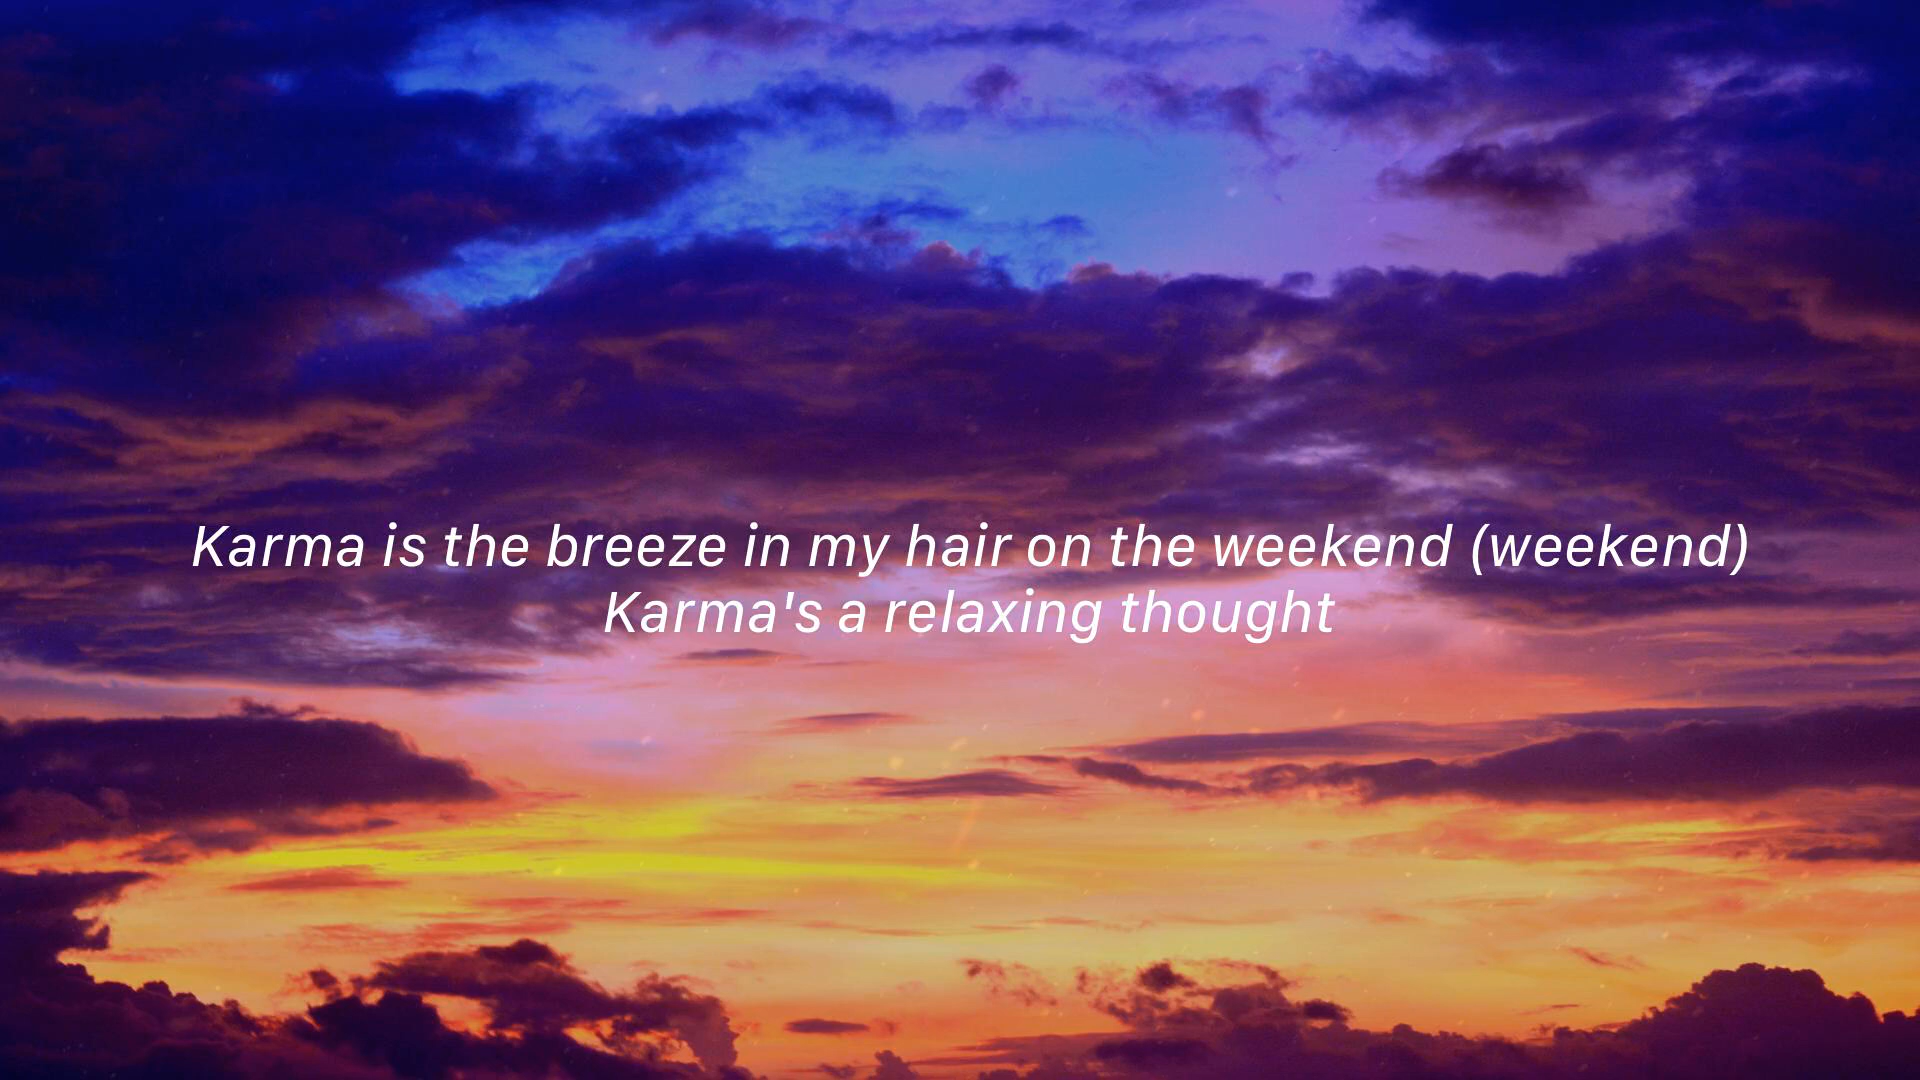 Karma is the breeze in my hair on the weekend (weekend)
Karma's a relaxing thought